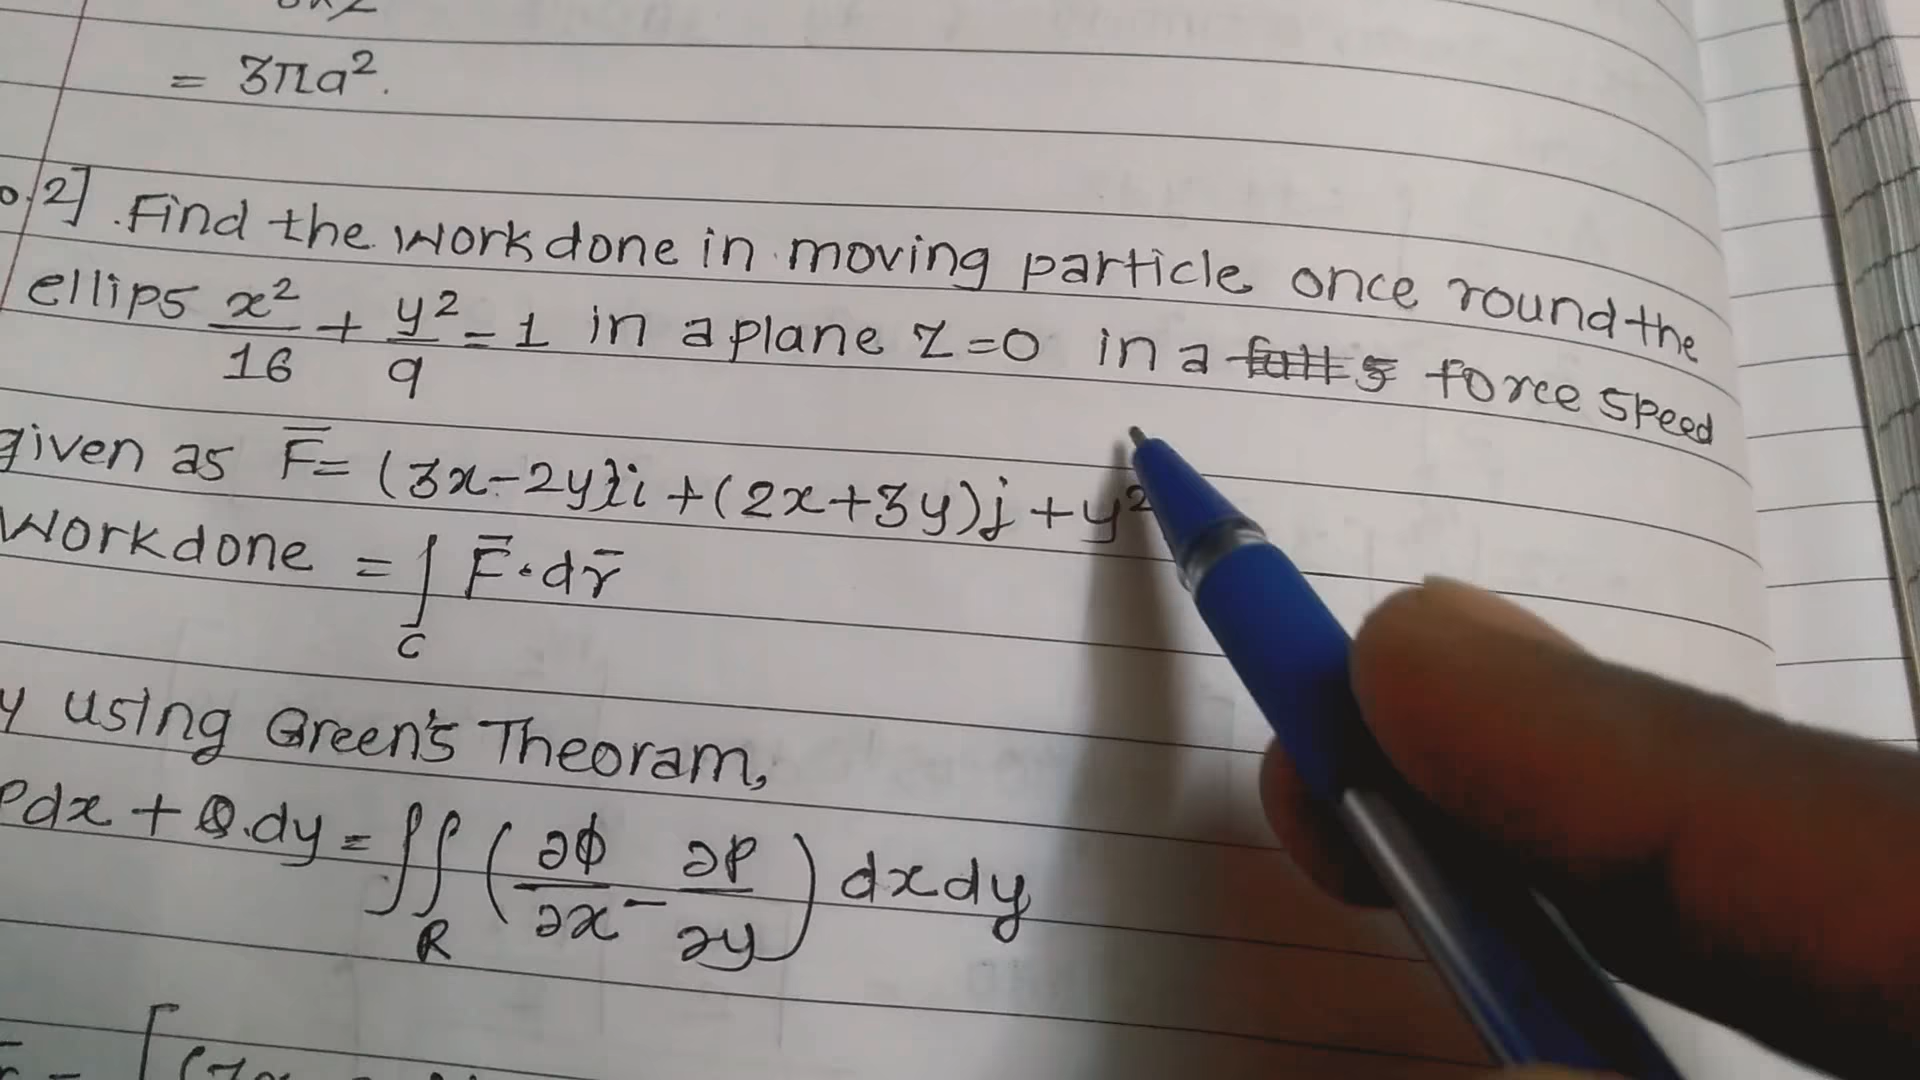 = 3πa².
2] Find the work done in moving particle once round the
ellips x²/16 + y²/9 = 1 in a plane z=0 in a force speed
given as F̅ = (3x-2y)i + (2x+3y)j + y²
Workdone = ∫_C F̅·dr̅
y using Green's Theoram,
Pdx + Q.dy = ∬_R (∂ϕ/∂x - ∂P/∂y) dxdy